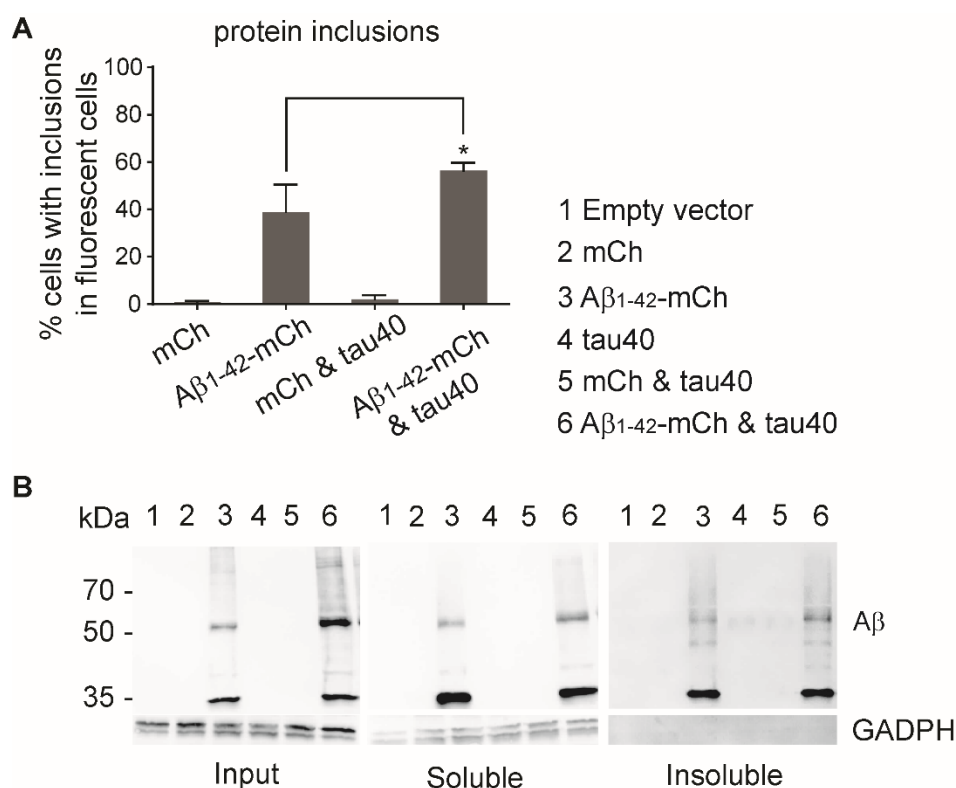 A
protein inclusions
% cells with inclusions
in fluorescent cells
100
80
60
40
20
0
*
mCh
Aβ1-42-mCh
mCh & tau40
Aβ1-42-mCh
& tau40
1 Empty vector
2 mCh
3 Aβ1-42-mCh
4 tau40
5 mCh & tau40
6 Aβ1-42-mCh & tau40
B
kDa 1 2 3 4 5 6 1 2 3 4 5 6 1 2 3 4 5 6
70 -
50 -
35 -
Aβ
GADPH
Input Soluble Insoluble